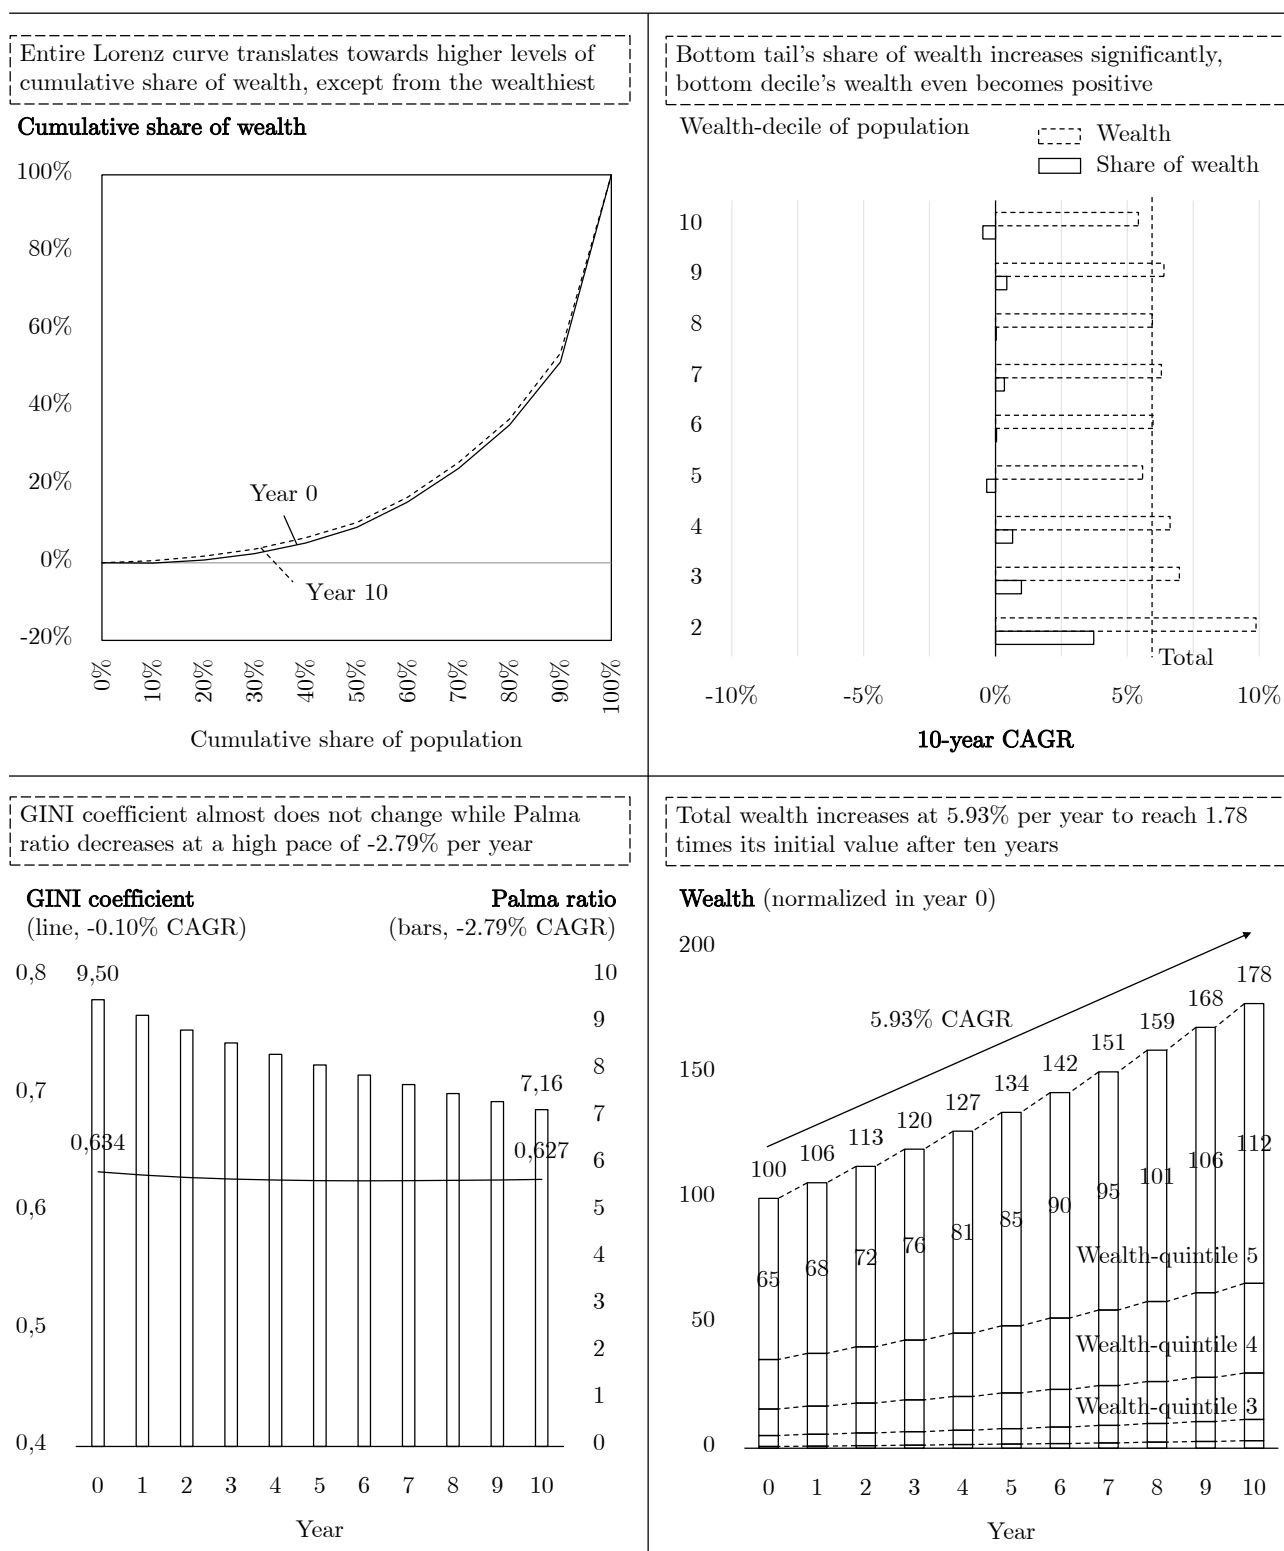 Entire Lorenz curve translates towards higher levels of
cumulative share of wealth, except from the wealthiest
Cumulative share of wealth
100%
80%
60%
40%
20%
0%
-20%
Year 0
Year 10
0% 10% 20% 30% 40% 50% 60% 70% 80% 90% 100%
Cumulative share of population
Bottom tail's share of wealth increases significantly,
bottom decile's wealth even becomes positive
Wealth-decile of population
Wealth
Share of wealth
10
9
8
7
6
5
4
3
2
Total
-10% -5% 0% 5% 10%
10-year CAGR
GINI coefficient almost does not change while Palma
ratio decreases at a high pace of -2.79% per year
GINI coefficient
(line, -0.10% CAGR)
Palma ratio
(bars, -2.79% CAGR)
0,8
0,7
0,6
0,5
0,4
9,50
7,16
0,634
0,627
10
9
8
7
6
5
4
3
2
1
0
0 1 2 3 4 5 6 7 8 9 10
Year
Total wealth increases at 5.93% per year to reach 1.78
times its initial value after ten years
Wealth (normalized in year 0)
200
150
100
50
0
5.93% CAGR
100 106 113 120 127 134 142 151 159 168 178
65 68 72 76 81 85 90 95 101 106 112
Wealth-quintile 5
Wealth-quintile 4
Wealth-quintile 3
0 1 2 3 4 5 6 7 8 9 10
Year